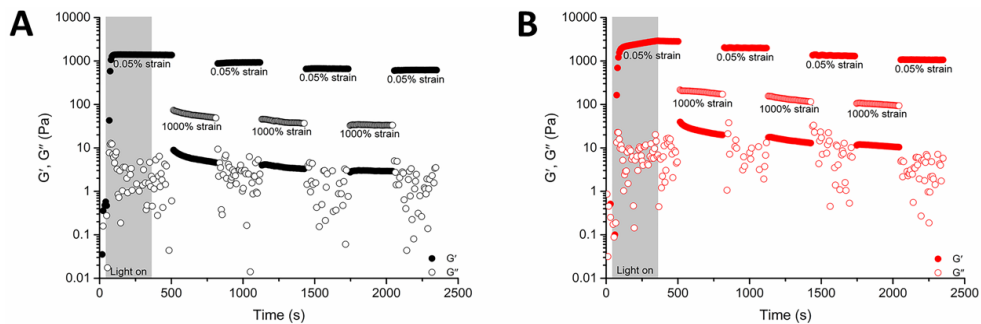 A
10000
1000
100
10
1
0.1
0.01
G′, G″ (Pa)
0.05% strain
0.05% strain
0.05% strain
0.05% strain
1000% strain
1000% strain
1000% strain
Light on
G′
G″
0 500 1000 1500 2000 2500
Time (s)
B
10000
1000
100
10
1
0.1
0.01
G′, G″ (Pa)
0.05% strain
0.05% strain
0.05% strain
0.05% strain
1000% strain
1000% strain
1000% strain
Light on
G′
G″
0 500 1000 1500 2000 2500
Time (s)